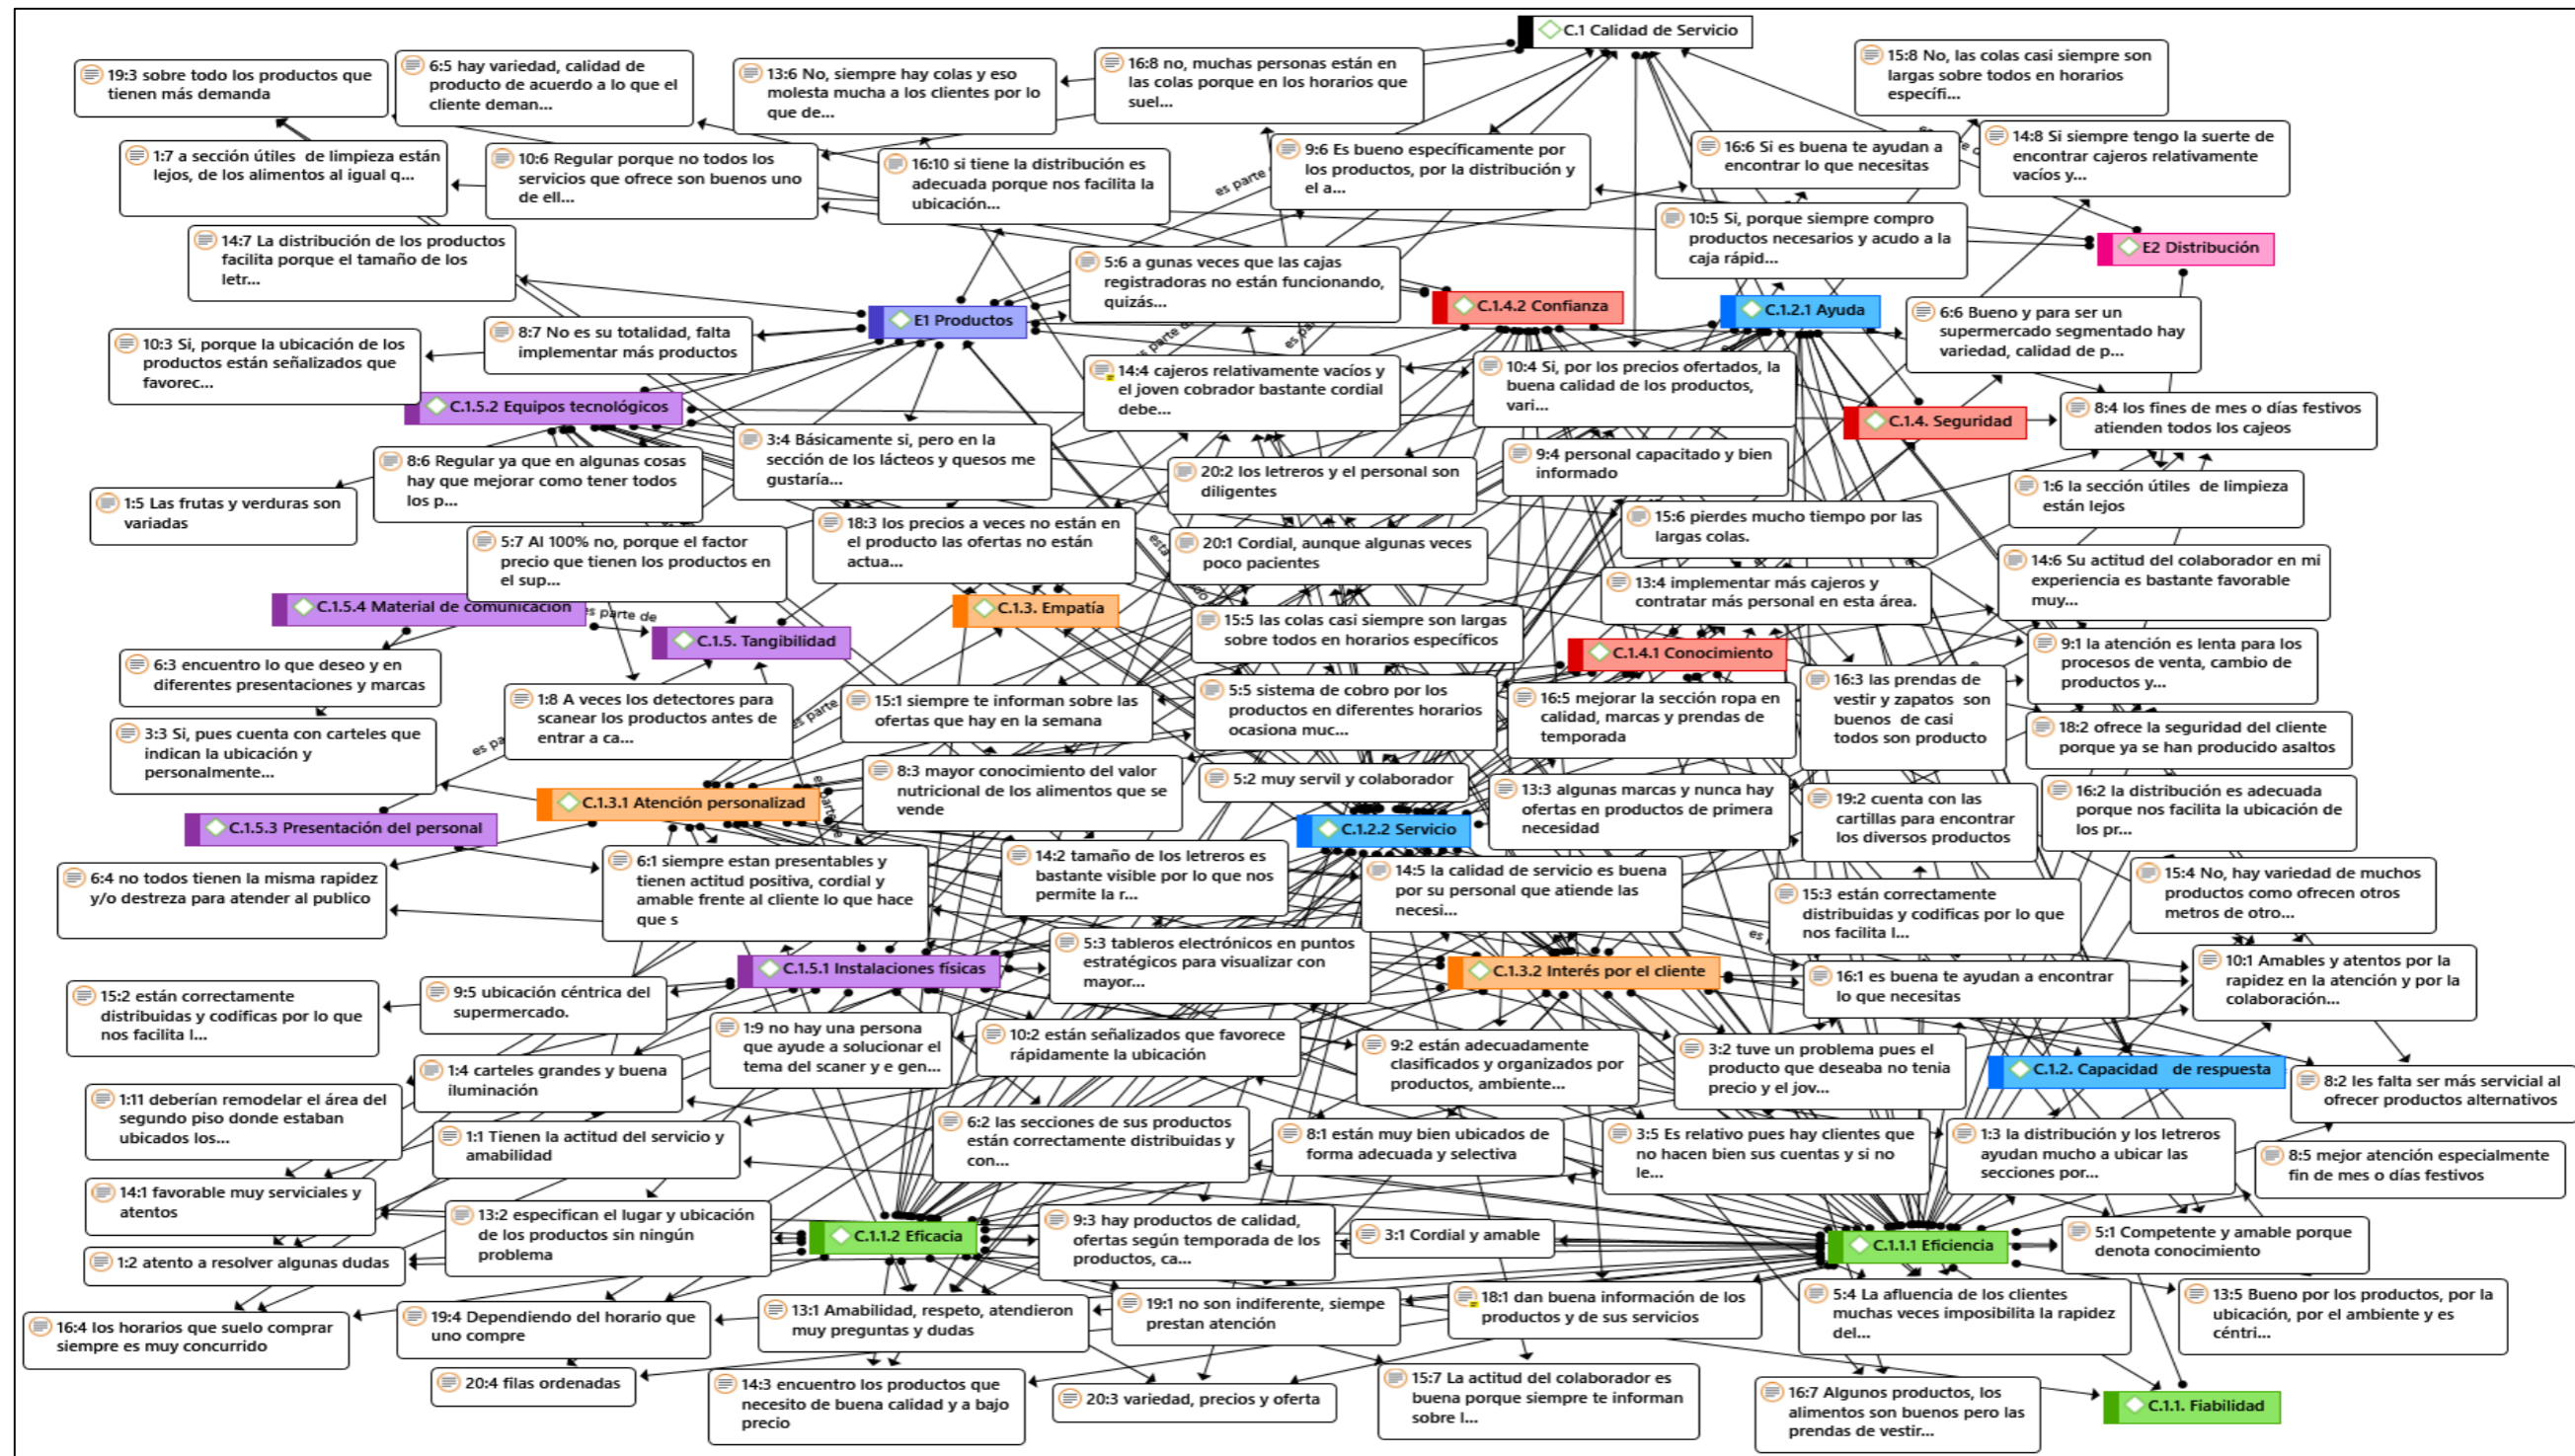 C.1 Calidad de Servicio
19:3 sobre todo los productos que
tienen más demanda
6:5 hay variedad, calidad de
producto de acuerdo a lo que el
cliente deman...
13:6 No, siempre hay colas y eso
molesta mucha a los clientes por lo
que de...
16:8 no, muchas personas están en
las colas porque en los horarios que
suel...
15:8 No, las colas casi siempre son
largas sobre todos en horarios
específi...
1:7 a sección útiles de limpieza están
lejos, de los alimentos al igual q...
10:6 Regular porque no todos los
servicios que ofrece son buenos uno
de ell...
16:10 si tiene la distribución es
adecuada porque nos facilita la
ubicación...
9:6 Es bueno específicamente por
los productos, por la distribución y
el a...
16:6 Si es buena te ayudan a
encontrar lo que necesitas
14:8 Si siempre tengo la suerte de
encontrar cajeros relativamente
vacíos y...
es parte
14:7 La distribución de los productos
facilita porque el tamaño de los
letr...
5:6 a gunas veces que las cajas
registradoras no están funcionando,
quizás...
10:5 Si, porque siempre compro
productos necesarios y acudo a la
caja rápid...
E2 Distribución
E1 Productos
C.1.4.2 Confianza
C.1.2.1 Ayuda
10:3 Si, porque la ubicación de los
productos están señalizados que
favorec...
8:7 No es su totalidad, falta
implementar más productos
6:6 Bueno y para ser un
supermercado segmentado hay
variedad, calidad de p...
14:4 cajeros relativamente vacíos y
el joven cobrador bastante cordial
debe...
10:4 Si, por los precios ofertados, la
buena calidad de los productos,
vari...
C.1.5.2 Equipos tecnológicos
C.1.4. Seguridad
8:4 los fines de mes o días festivos
atienden todos los cajeos
3:4 Básicamente si, pero en la
sección de los lácteos y quesos me
gustaría...
8:6 Regular ya que en algunas cosas
hay que mejorar como tener todos
los p...
20:2 los letreros y el personal son
diligentes
9:4 personal capacitado y bien
informado
1:5 Las frutas y verduras son
variadas
1:6 la sección útiles de limpieza
están lejos
18:3 los precios a veces no están en
el producto las ofertas no están
actua...
15:6 pierdes mucho tiempo por las
largas colas.
5:7 Al 100% no, porque el factor
precio que tienen los productos en
el sup...
20:1 Cordial, aunque algunas veces
poco pacientes
14:6 Su actitud del colaborador en mi
experiencia es bastante favorable
muy...
13:4 implementar más cajeros y
contratar más personal en esta área.
C.1.5.4 Material de comunicación
es parte de
C.1.3. Empatía
15:5 las colas casi siempre son largas
sobre todos en horarios específicos
C.1.5. Tangibilidad
C.1.4.1 Conocimiento
9:1 la atención es lenta para los
procesos de venta, cambio de
productos y...
6:3 encuentro lo que deseo y en
diferentes presentaciones y marcas
1:8 A veces los detectores para
scanear los productos antes de
entrar a ca...
es parte
15:1 siempre te informan sobre las
ofertas que hay en la semana
5:5 sistema de cobro por los
productos en diferentes horarios
ocasiona muc...
16:5 mejorar la sección ropa en
calidad, marcas y prendas de
temporada
16:3 las prendas de
vestir y zapatos son
buenos de casi
todos son producto
18:2 ofrece la seguridad del cliente
porque ya se han producido asaltos
3:3 Si, pues cuenta con carteles que
indican la ubicación y
personalmente...
8:3 mayor conocimiento del valor
nutricional de los alimentos que se
vende
5:2 muy servil y colaborador
13:3 algunas marcas y nunca hay
ofertas en productos de primera
necesidad
19:2 cuenta con las
cartillas para encontrar
los diversos productos
16:2 la distribución es adecuada
porque nos facilita la ubicación de
los pr...
C.1.3.1 Atención personalizad
C.1.5.3 Presentación del personal
C.1.2.2 Servicio
6:1 siempre estan presentables y
tienen actitud positiva, cordial y
amable frente al cliente lo que hace
que s
14:2 tamaño de los letreros es
bastante visible por lo que nos
permite la r...
14:5 la calidad de servicio es buena
por su personal que atiende las
necesi...
6:4 no todos tienen la misma rapidez
y/o destreza para atender al publico
15:3 están correctamente
distribuidas y codificas por lo que
nos facilita l...
15:4 No, hay variedad de muchos
productos como ofrecen otros
metros de otro...
5:3 tableros electrónicos en puntos
estratégicos para visualizar con
mayor...
C.1.5.1 Instalaciones físicas
C.1.3.2 Interés por el cliente
16:1 es buena te ayudan a encontrar
lo que necesitas
10:1 Amables y atentos por la
rapidez en la atención y por la
colaboración...
15:2 están correctamente
distribuidas y codificas por lo que
nos facilita l...
9:5 ubicación céntrica del
supermercado.
1:9 no hay una persona
que ayude a solucionar el
tema del scaner y e gen...
10:2 están señalizados que favorece
rápidamente la ubicación
9:2 están adecuadamente
clasificados y organizados por
productos, ambiente...
3:2 tuve un problema pues el
producto que deseaba no tenia
precio y el jov...
C.1.2. Capacidad de respuesta
1:4 carteles grandes y buena
iluminación
8:2 les falta ser más servicial al
ofrecer productos alternativos
1:11 deberían remodelar el área del
segundo piso donde estaban
ubicados los...
1:1 Tienen la actitud del servicio y
amabilidad
6:2 las secciones de sus productos
están correctamente distribuidas y
con...
8:1 están muy bien ubicados de
forma adecuada y selectiva
3:5 Es relativo pues hay clientes que
no hacen bien sus cuentas y si no
le...
1:3 la distribución y los letreros
ayudan mucho a ubicar las
secciones por...
8:5 mejor atención especialmente
fin de mes o días festivos
14:1 favorable muy serviciales y
atentos
13:2 especifican el lugar y ubicación
de los productos sin ningún
problema
C.1.1.2 Eficacia
9:3 hay productos de calidad,
ofertas según temporada de los
productos, ca...
3:1 Cordial y amable
C.1.1.1 Eficiencia
5:1 Competente y amable porque
denota conocimiento
1:2 atento a resolver algunas dudas
16:4 los horarios que suelo comprar
siempre es muy concurrido
19:4 Dependiendo del horario que
uno compre
13:1 Amabilidad, respeto, atendieron
muy preguntas y dudas
19:1 no son indiferente, siempe
prestan atención
18:1 dan buena información de los
productos y de sus servicios
5:4 La afluencia de los clientes
muchas veces imposibilita la rapidez
del...
13:5 Bueno por los productos, por la
ubicación, por el ambiente y es
céntri...
20:4 filas ordenadas
14:3 encuentro los productos que
necesito de buena calidad y a bajo
precio
20:3 variedad, precios y oferta
15:7 La actitud del colaborador es
buena porque siempre te informan
sobre l...
16:7 Algunos productos, los
alimentos son buenos pero las
prendas de vestir...
C.1.1. Fiabilidad